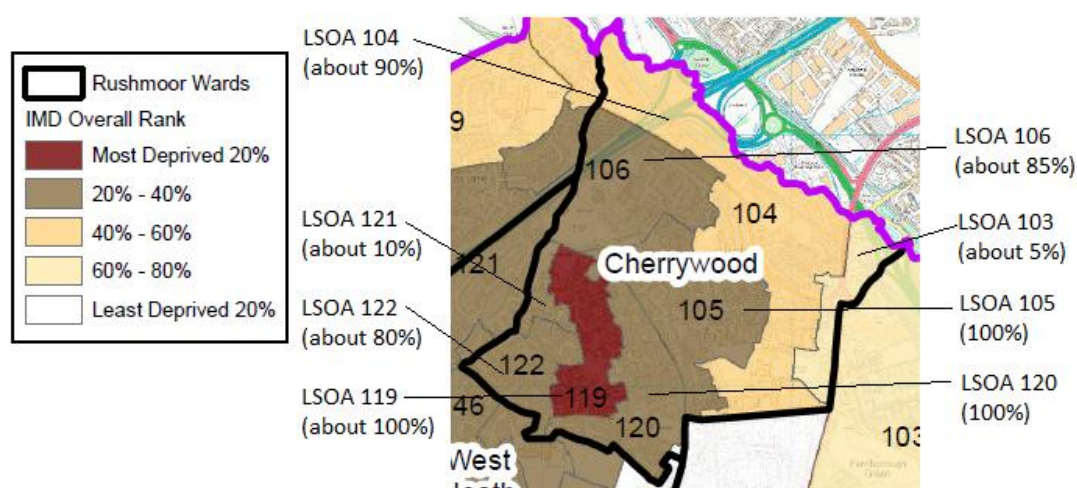 Rushmoor Wards
IMD Overall Rank
Most Deprived 20%
20% - 40%
40% - 60%
60% - 80%
Least Deprived 20%
LSOA 104
(about 90%)
LSOA 121
(about 10%)
LSOA 122
(about 80%)
LSOA 119
(about 100%)
9
106
104
121
Cherrywood
105
122
119
46
120
103
West
Farnborough
Green
LSOA 106
(about 85%)
LSOA 103
(about 5%)
LSOA 105
(100%)
LSOA 120
(100%)